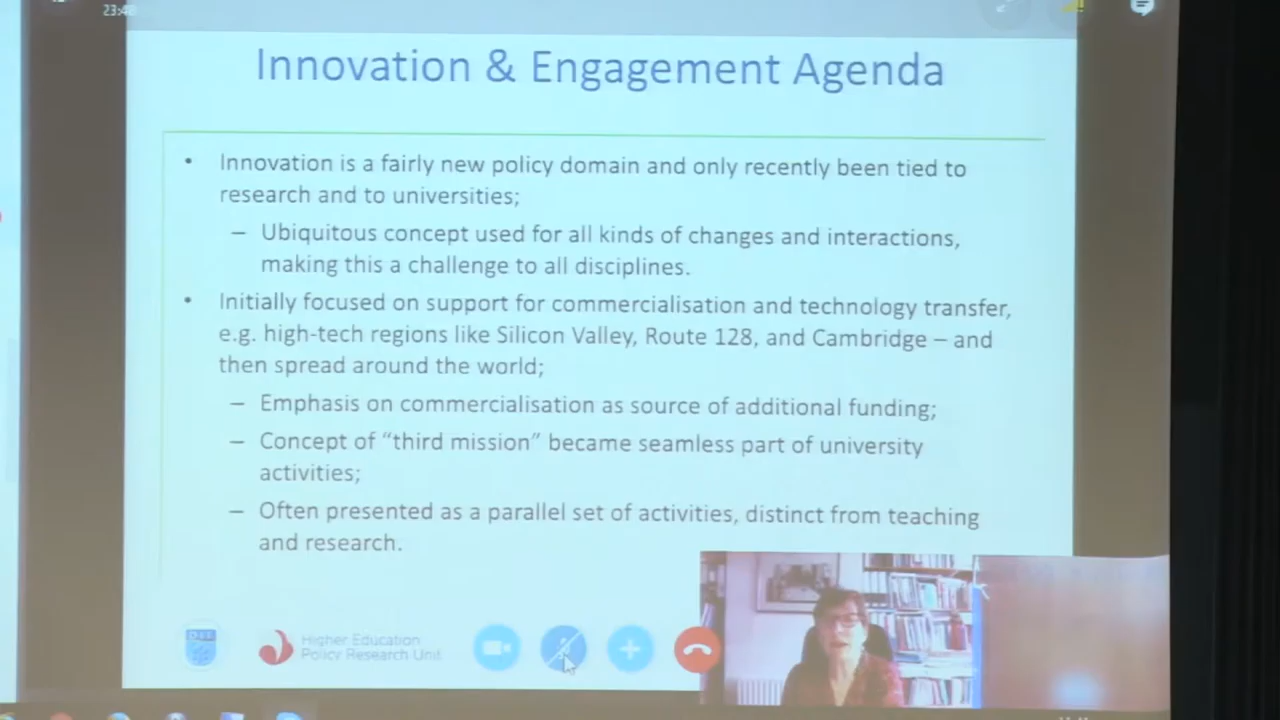 23:48
Innovation & Engagement Agenda
• Innovation is a fairly new policy domain and only recently been tied to
research and to universities;
– Ubiquitous concept used for all kinds of changes and interactions,
making this a challenge to all disciplines.
• Initially focused on support for commercialisation and technology transfer,
e.g. high-tech regions like Silicon Valley, Route 128, and Cambridge – and
then spread around the world;
– Emphasis on commercialisation as source of additional funding;
– Concept of “third mission” became seamless part of university
activities;
– Often presented as a parallel set of activities, distinct from teaching
and research.
Higher Education
Policy Research Unit